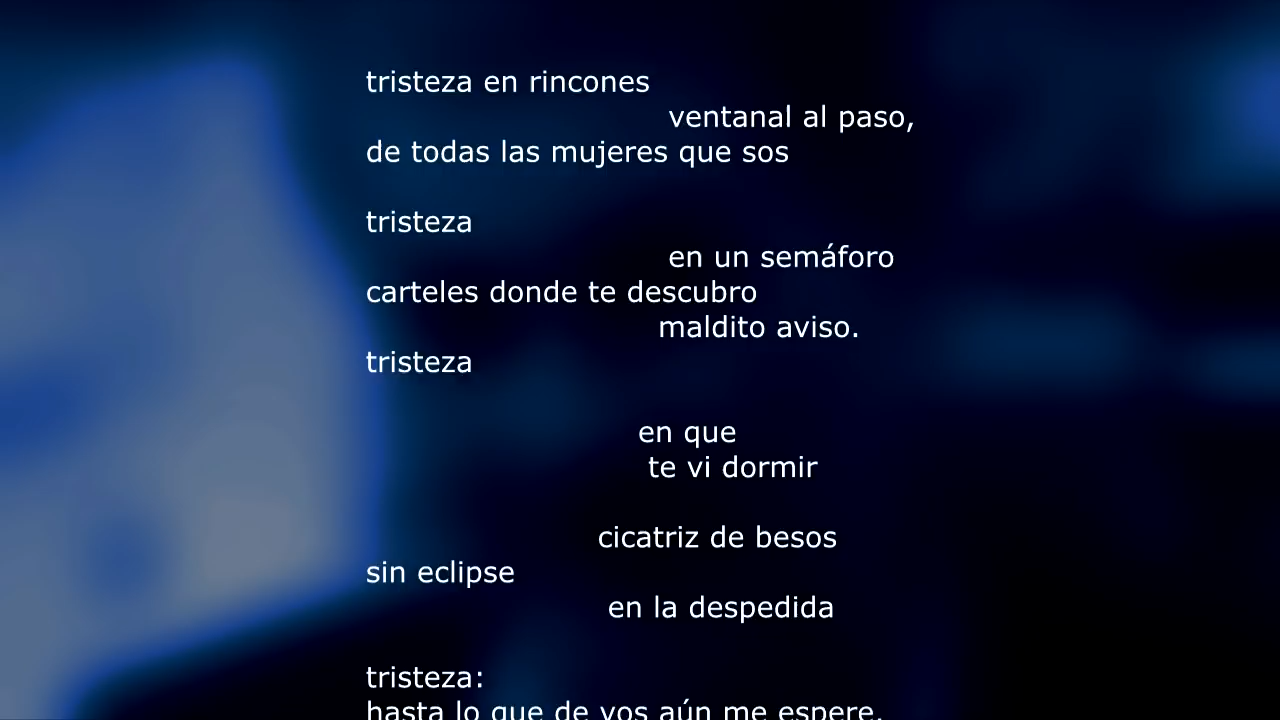 tristeza en rincones
ventanal al paso,
de todas las mujeres que sos
tristeza
en un semáforo
carteles donde te descubro
maldito aviso.
tristeza
en que
te vi dormir
cicatriz de besos
sin eclipse
en la despedida
tristeza:
hasta lo que de vos aún me espere.